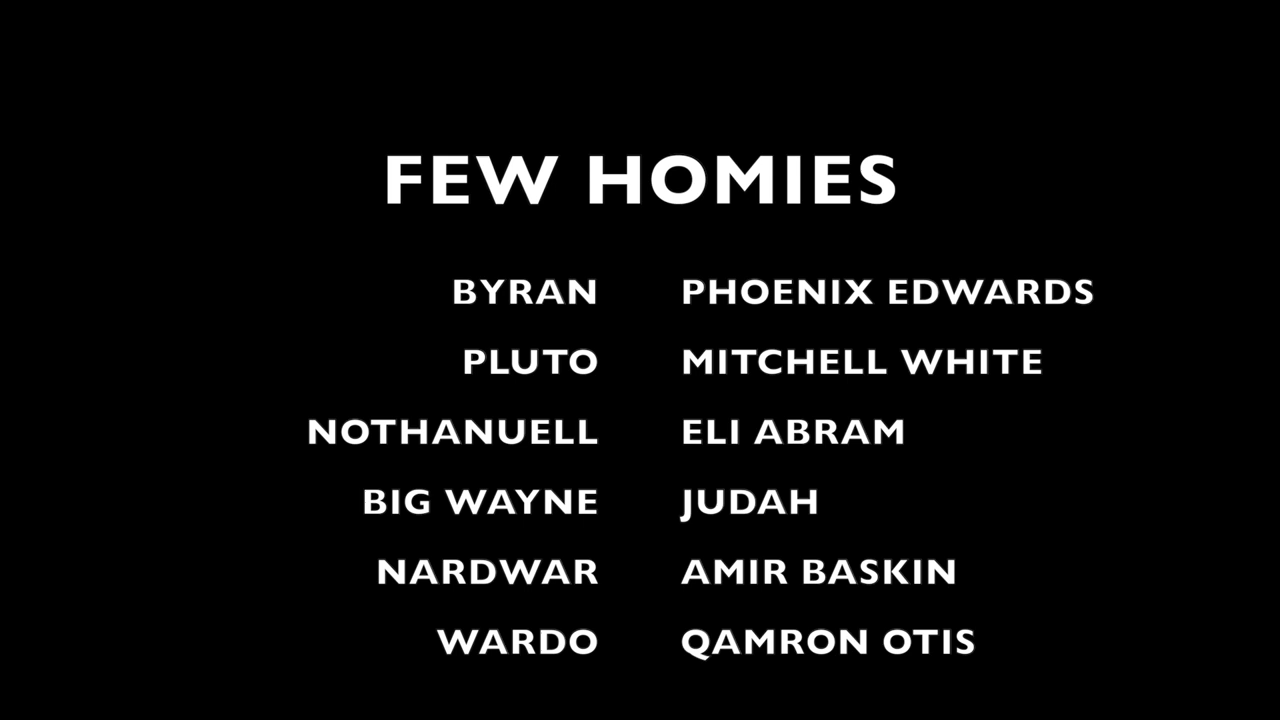 FEW HOMIES
BYRAN PHOENIX EDWARDS
PLUTO MITCHELL WHITE
NOTHANUELL ELI ABRAM
BIG WAYNE JUDAH
NARDWAR AMIR BASKIN
WARDO QAMRON OTIS